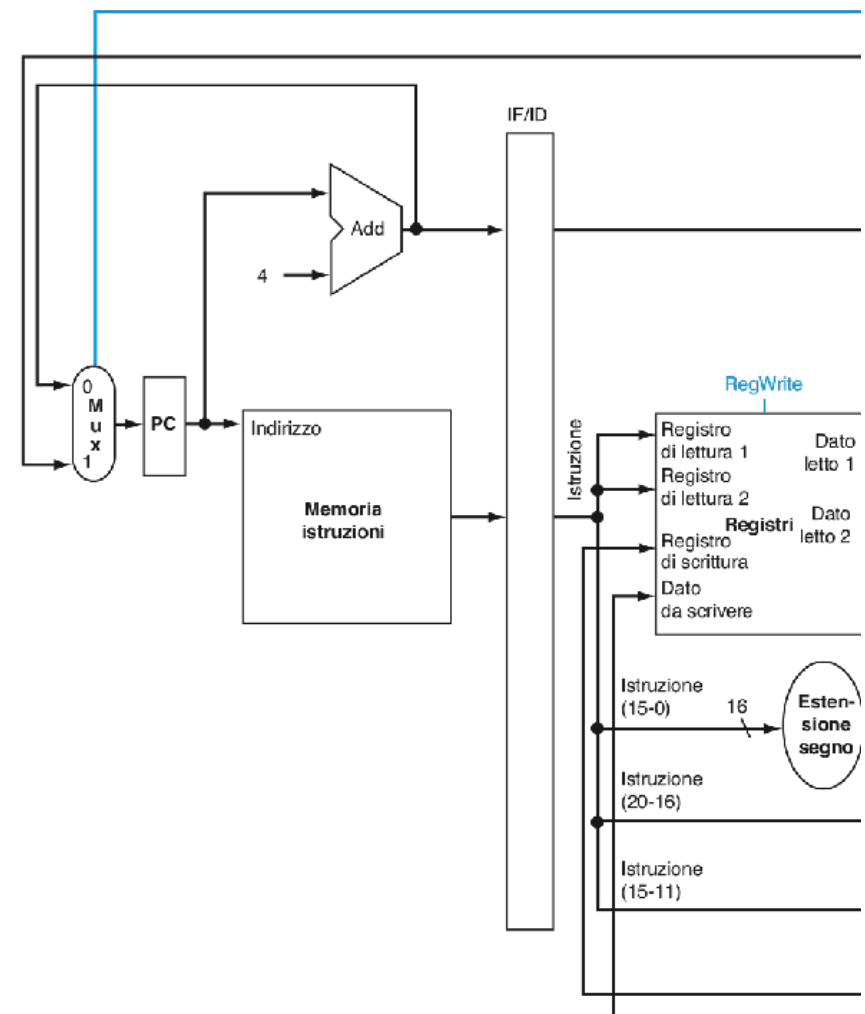 IF/ID
Add
4
0
M
u
x
1
PC
Indirizzo
Memoria
istruzioni
Istruzione
RegWrite
Registro
di lettura 1
Registro
di lettura 2
Registro
di scrittura
Dato
da scrivere
Registri
Dato
letto 1
Dato
letto 2
Istruzione
(15-0)
16
Esten-
sione
segno
Istruzione
(20-16)
Istruzione
(15-11)